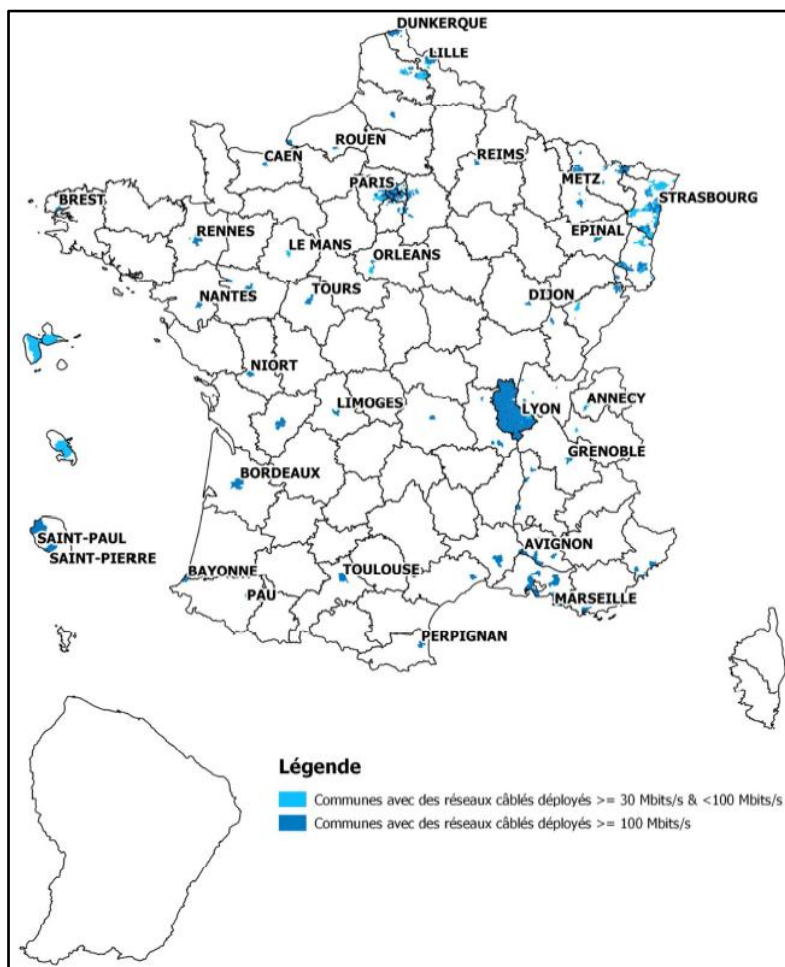 DUNKERQUE
LILLE
ROUEN
CAEN
REIMS
PARIS
METZ
STRASBOURG
BREST
RENNES
EPINAL
LE MANS
ORLEANS
NANTES
TOURS
DIJON
NIORT
LIMOGES
LYON
ANNECY
GRENOBLE
BORDEAUX
SAINT-PAUL
SAINT-PIERRE
AVIGNON
BAYONNE
TOULOUSE
PAU
MARSEILLE
PERPIGNAN
Légende
Communes avec des réseaux câblés déployés >= 30 Mbits/s & <100 Mbits/s
Communes avec des réseaux câblés déployés >= 100 Mbits/s